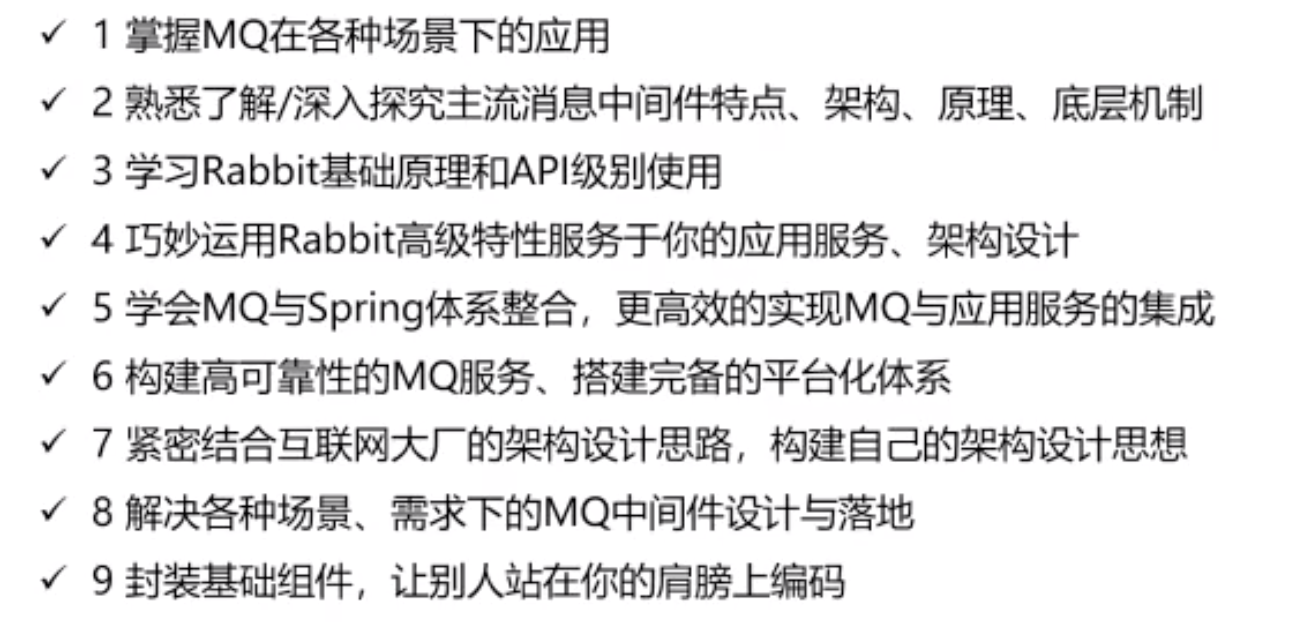 ✓ 1 掌握MQ在各种场景下的应用
✓ 2 熟悉了解/深入探究主流消息中间件特点、架构、原理、底层机制
✓ 3 学习Rabbit基础原理和API级别使用
✓ 4 巧妙运用Rabbit高级特性服务于你的应用服务、架构设计
✓ 5 学会MQ与Spring体系整合，更高效的实现MQ与应用服务的集成
✓ 6 构建高可靠性的MQ服务、搭建完备的平台化体系
✓ 7 紧密结合互联网大厂的架构设计思路，构建自己的架构设计思想
✓ 8 解决各种场景、需求下的MQ中间件设计与落地
✓ 9 封装基础组件，让别人站在你的肩膀上编码